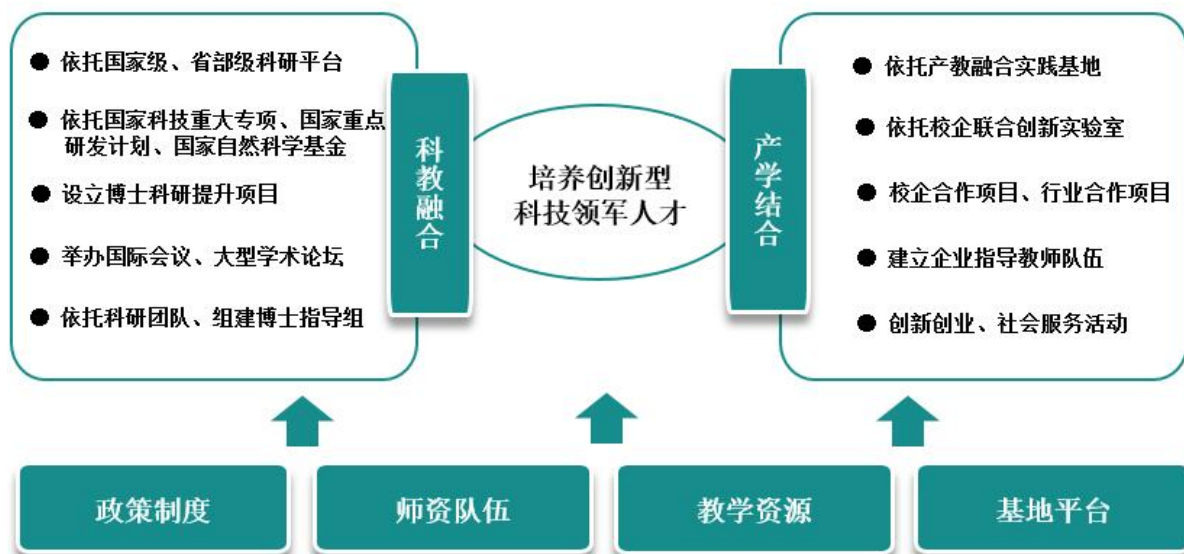 依托国家级、省部级科研平台
依托国家科技重大专项、国家重点
研发计划、国家自然科学基金
设立博士科研提升项目
举办国际会议、大型学术论坛
依托科研团队、组建博士指导组
科教融合
培养创新型
科技领军人才
产学结合
依托产教融合实践基地
依托校企联合创新实验室
校企合作项目、行业合作项目
建立企业指导教师队伍
创新创业、社会服务活动
政策制度
师资队伍
教学资源
基地平台